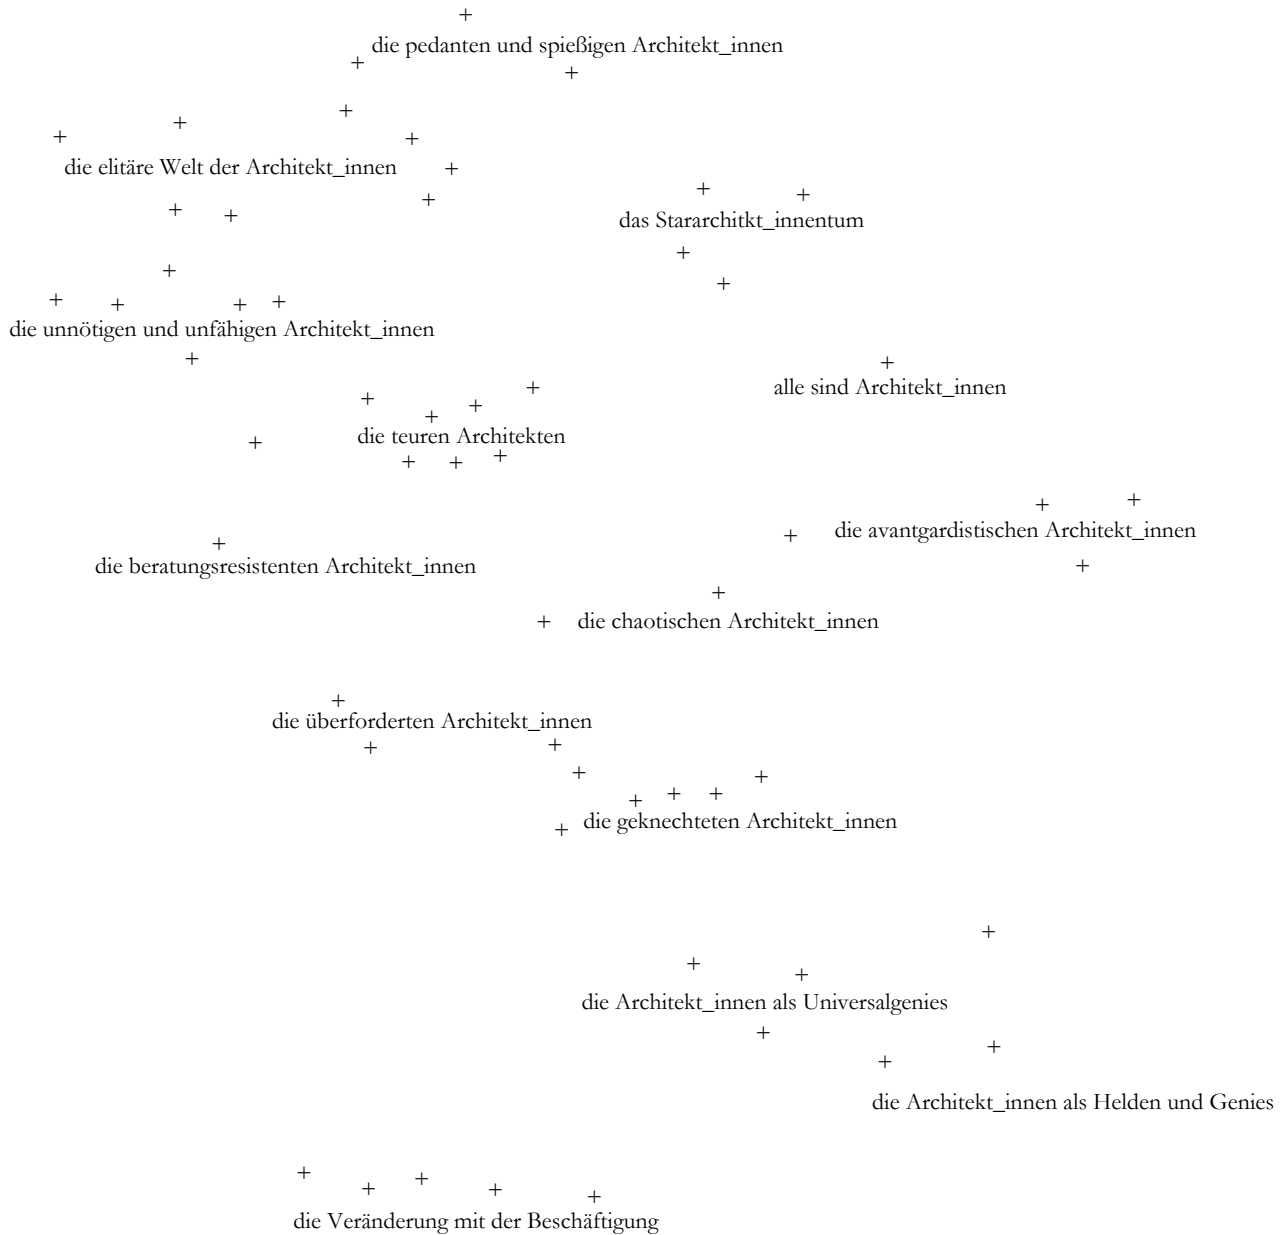 die pedanten und spießigen Architekt_innen
die elitäre Welt der Architekt_innen
das Stararchitkt_innentum
die unnötigen und unfähigen Architekt_innen
alle sind Architekt_innen
die teuren Architekten
die avantgardistischen Architekt_innen
die beratungsresistenten Architekt_innen
die chaotischen Architekt_innen
die überforderten Architekt_innen
die geknechteten Architekt_innen
die Architekt_innen als Universalgenies
die Architekt_innen als Helden und Genies
die Veränderung mit der Beschäftigung